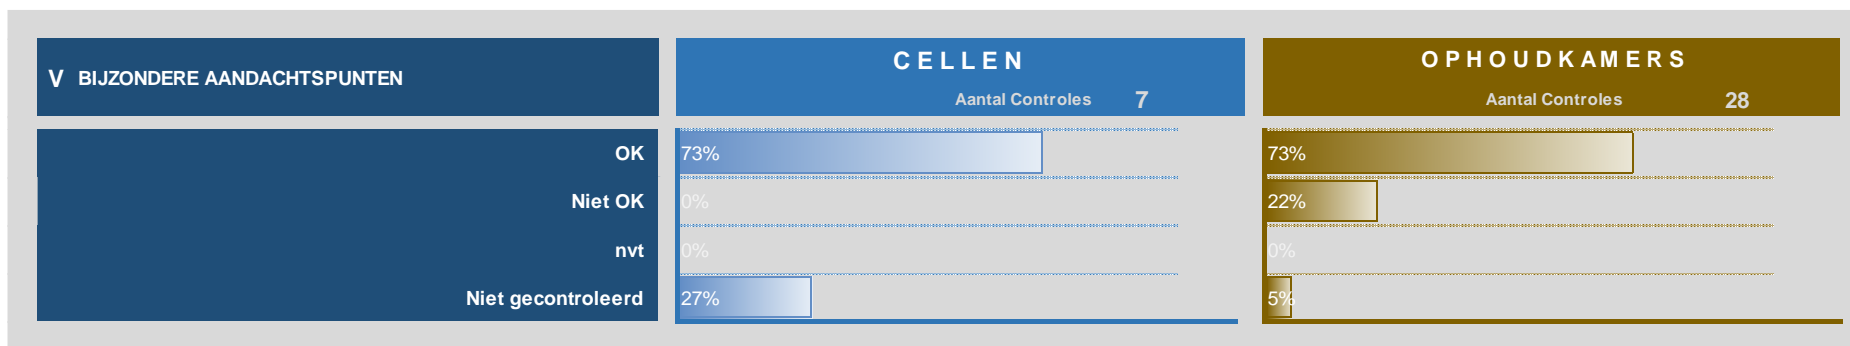 V BIJZONDERE AANDACHTSPUNTEN
CELLEN
Aantal Controles 7
OPHOUDKAMERS
Aantal Controles 28
OK 73% 73%
Niet OK 0% 22%
nvt 0% 0%
Niet gecontroleerd 27% 5%